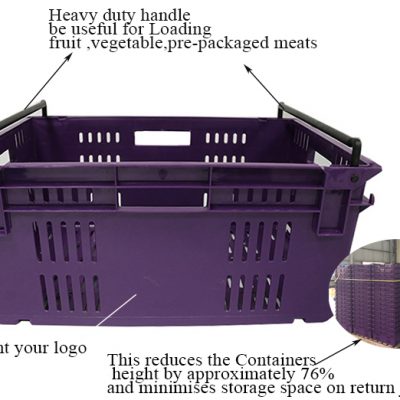 Heavy duty handle
be useful for Loading
fruit ,vegetable,pre-packaged meats
nt your logo
This reduces the Containers
height by approximately 76%
and minimises storage space on return